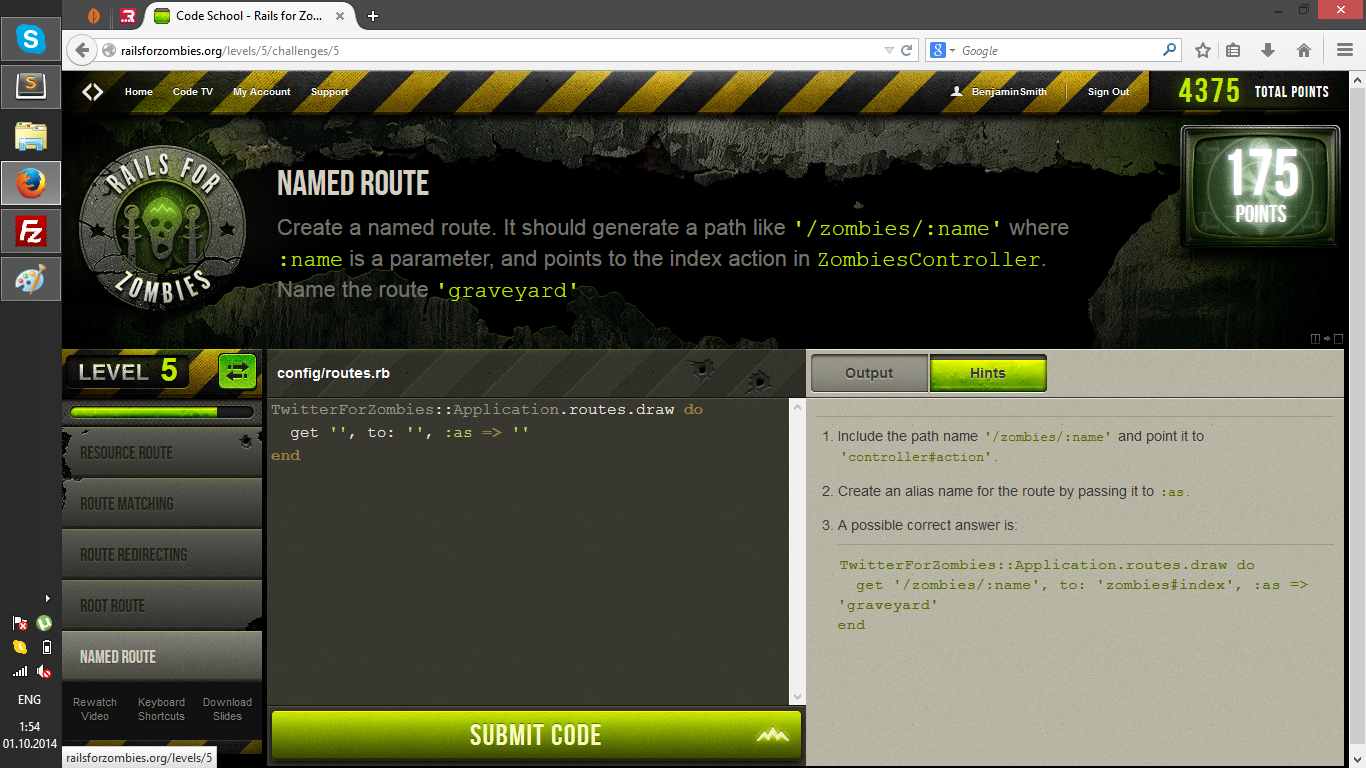 Code School - Rails for Zo...
railsforzombies.org/levels/5/challenges/5
Google
Home Code TV My Account Support
BenjaminSmith Sign Out
4375 TOTAL POINTS
RAILS FOR
ZOMBIES
NAMED ROUTE
Create a named route. It should generate a path like '/zombies/:name' where
:name is a parameter, and points to the index action in ZombiesController.
Name the route 'graveyard'
175
POINTS
LEVEL 5
config/routes.rb
Output Hints
RESOURCE ROUTE
ROUTE MATCHING
ROUTE REDIRECTING
ROOT ROUTE
NAMED ROUTE
Rewatch
Video
Keyboard
Shortcuts
Download
Slides
TwitterForZombies::Application.routes.draw do
get '', to: '', :as => ''
end
SUBMIT CODE
1. Include the path name '/zombies/:name' and point it to
'controller#action'.
2. Create an alias name for the route by passing it to :as.
3. A possible correct answer is:
TwitterForZombies::Application.routes.draw do
get '/zombies/:name', to: 'zombies#index', :as =>
'graveyard'
end
ENG
1:54
01.10.2014
railsforzombies.org/levels/5